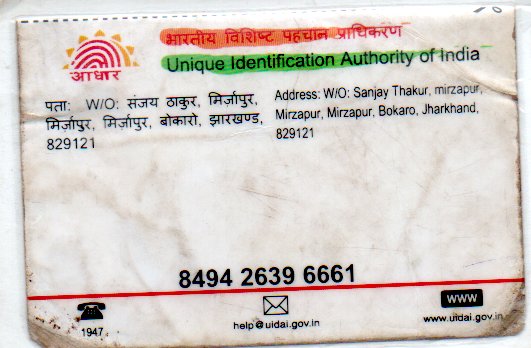 भारतीय विशिष्ट पहचान प्राधिकरण
Unique Identification Authority of India
आधार
पता: W/O: संजय ठाकुर, मिर्ज़ापुर,
मिर्ज़ापुर, मिर्ज़ापुर, बोकारो, झारखण्ड,
829121
Address: W/O: Sanjay Thakur, mirzapur,
Mirzapur, Mirzapur, Bokaro, Jharkhand,
829121
8494 2639 6661
1947
help@uidai.gov.in
www
www.uidai.gov.in